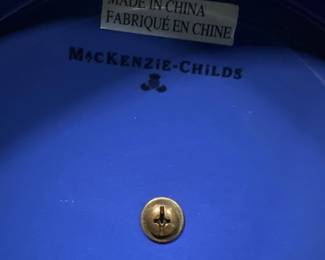 MADE IN CHINA
FABRIQUÉ EN CHINE
MACKENZIE-CHILDS